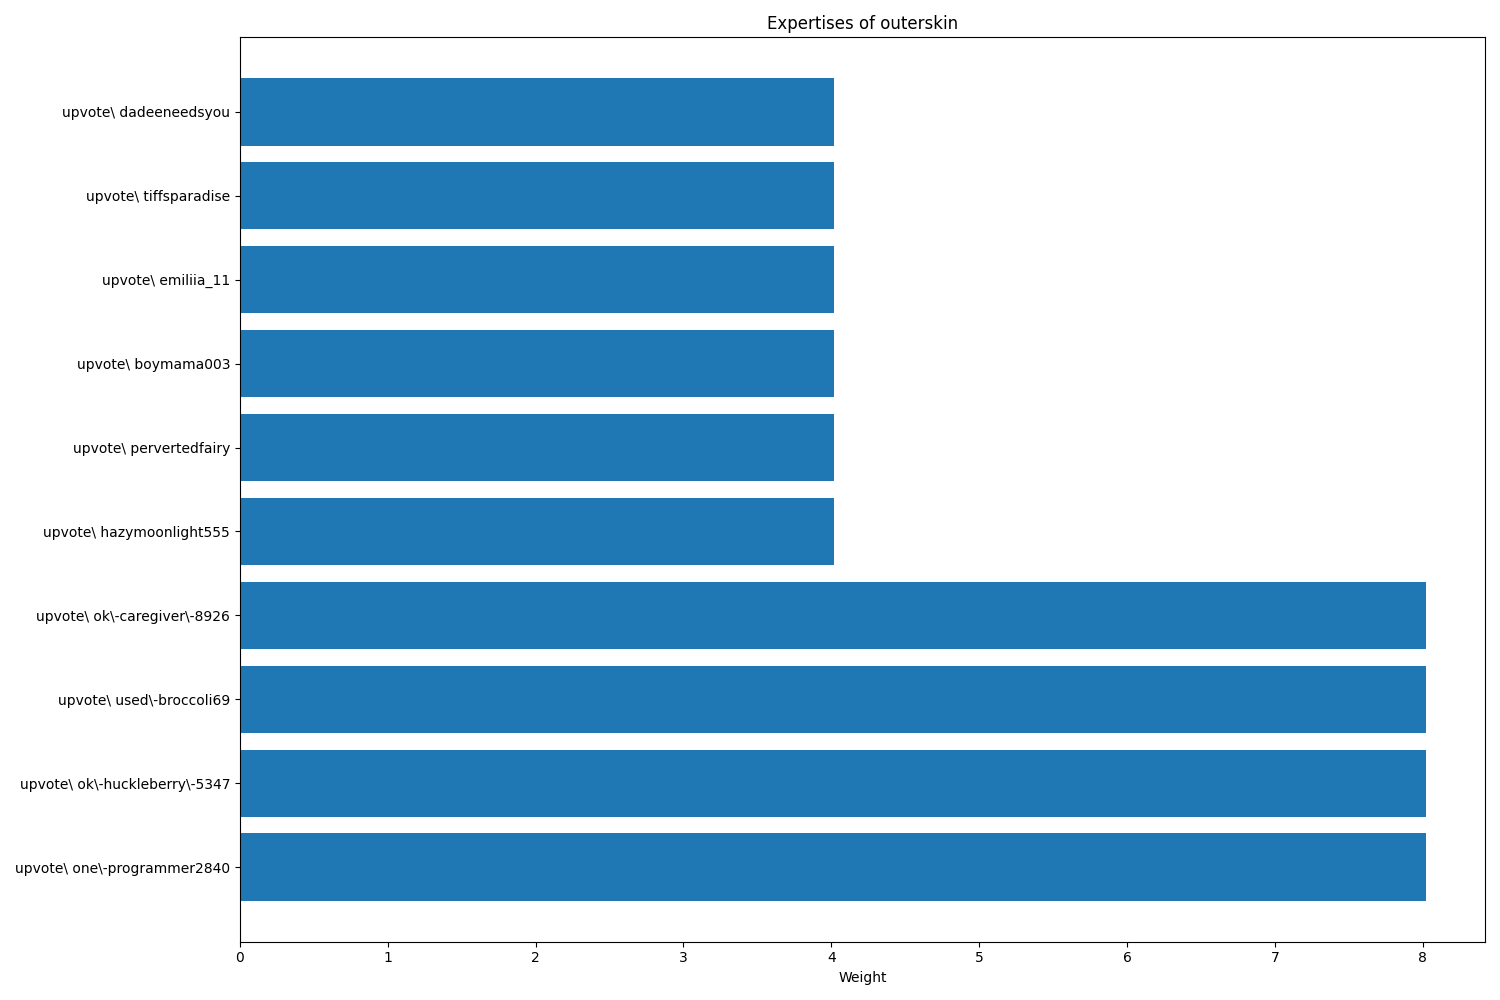 Expertises of outerskin
upvote\ dadeeneedsyou
upvote\ tiffsparadise
upvote\ emiliia_11
upvote\ boymama003
upvote\ pervertedfairy
upvote\ hazymoonlight555
upvote\ ok\-caregiver\-8926
upvote\ used\-broccoli69
upvote\ ok\-huckleberry\-5347
upvote\ one\-programmer2840
0 1 2 3 4 5 6 7 8
Weight